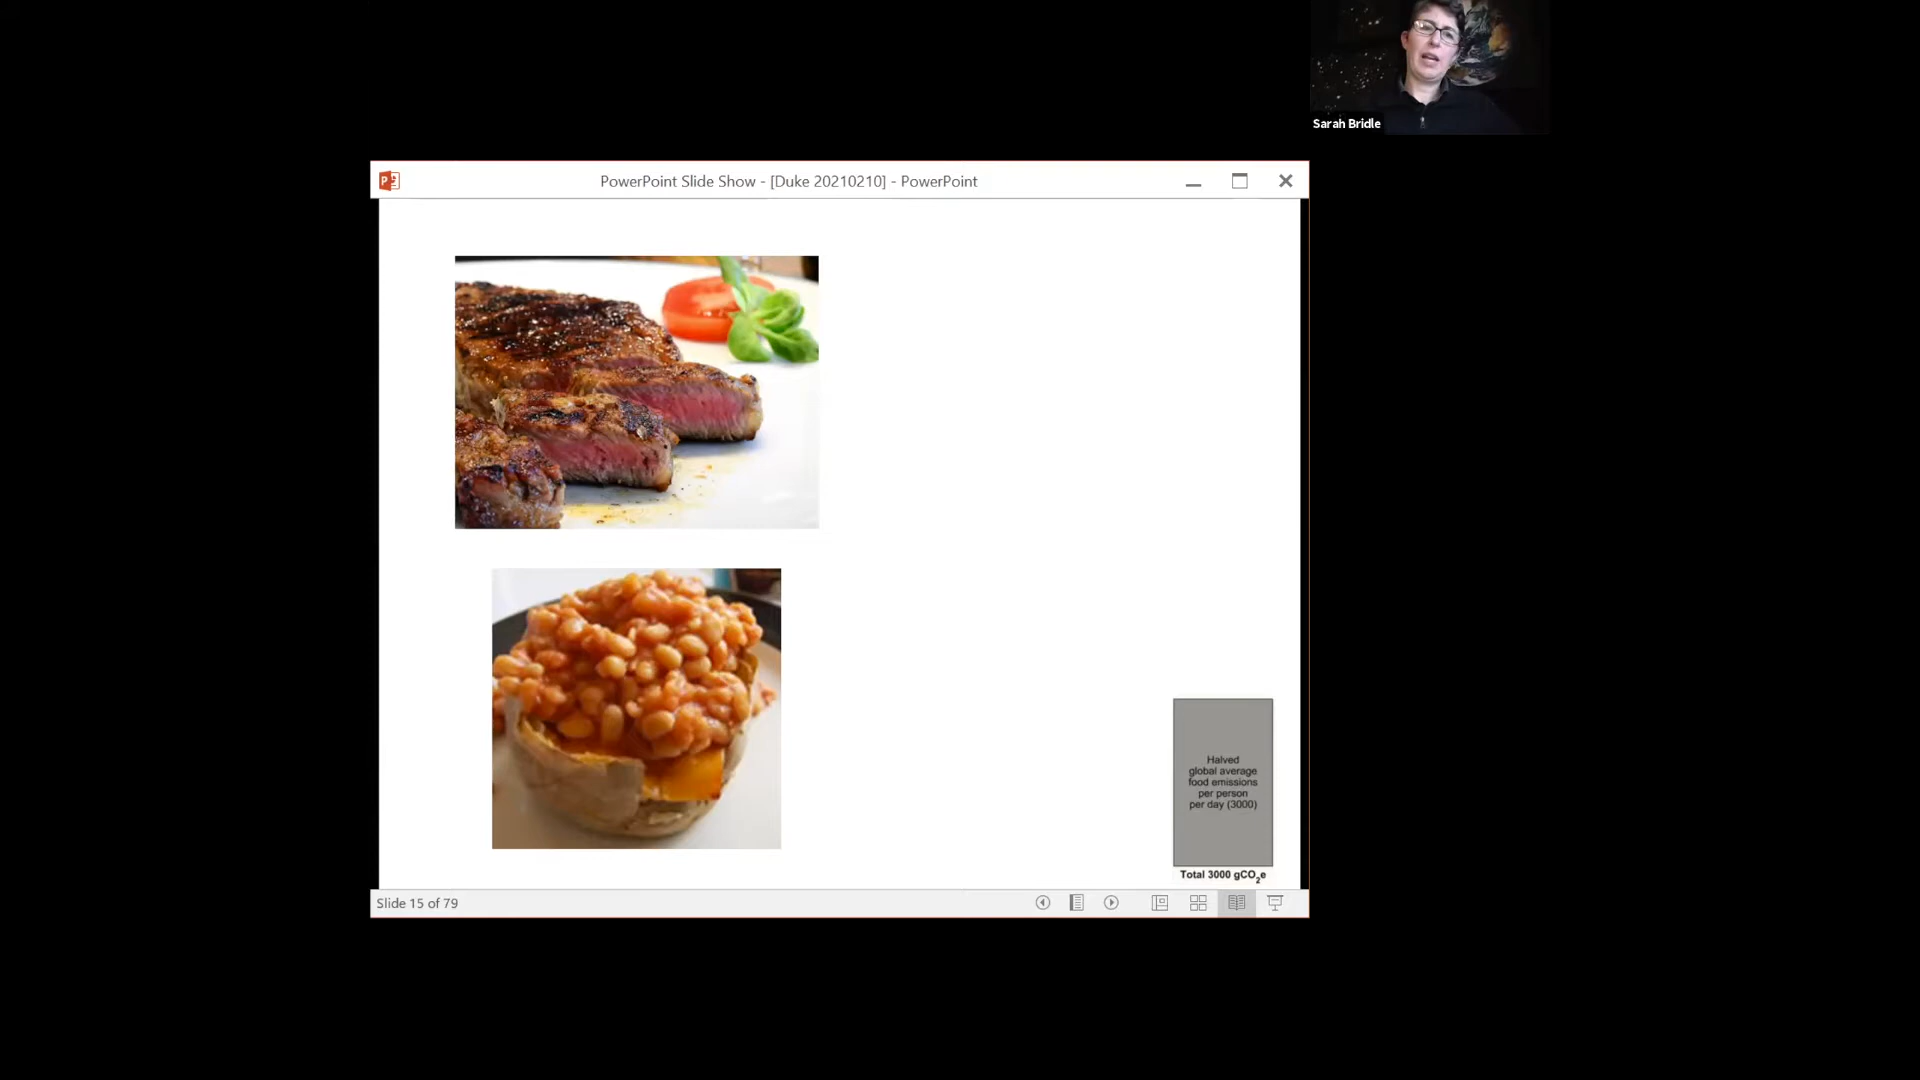 Sarah Bridle
PowerPoint Slide Show - [Duke 20210210] - PowerPoint
Halved
global average
food emissions
per person
per day (3000)
Total 3000 gCO₂e
Slide 15 of 79